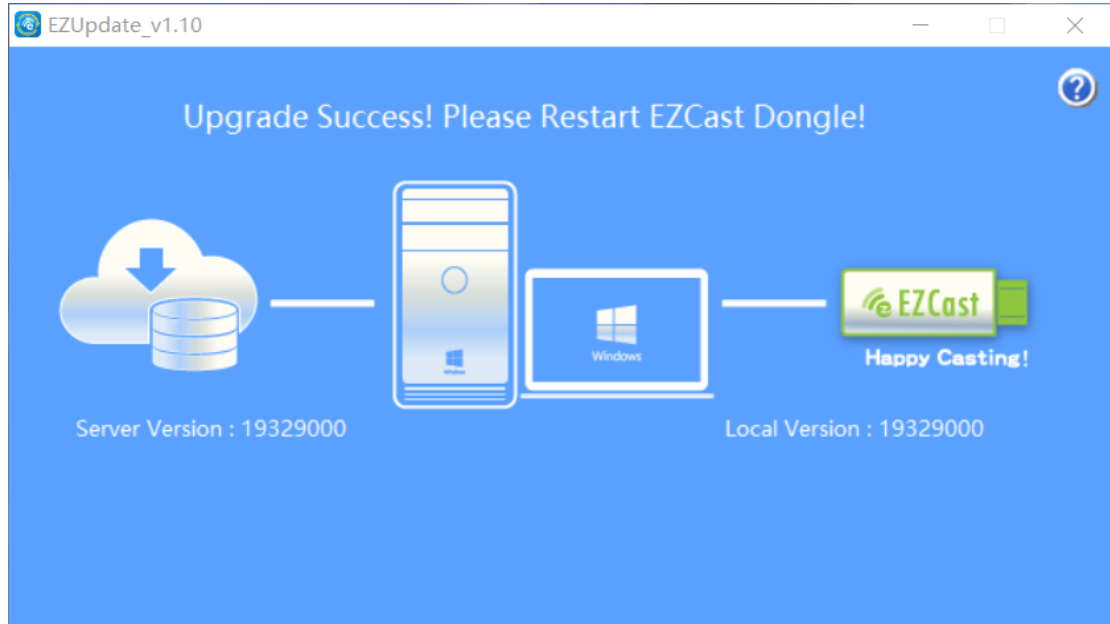 EZUpdate_v1.10
Upgrade Success! Please Restart EZCast Dongle!
Windows
EZCast
Happy Casting!
Server Version : 19329000
Local Version : 19329000